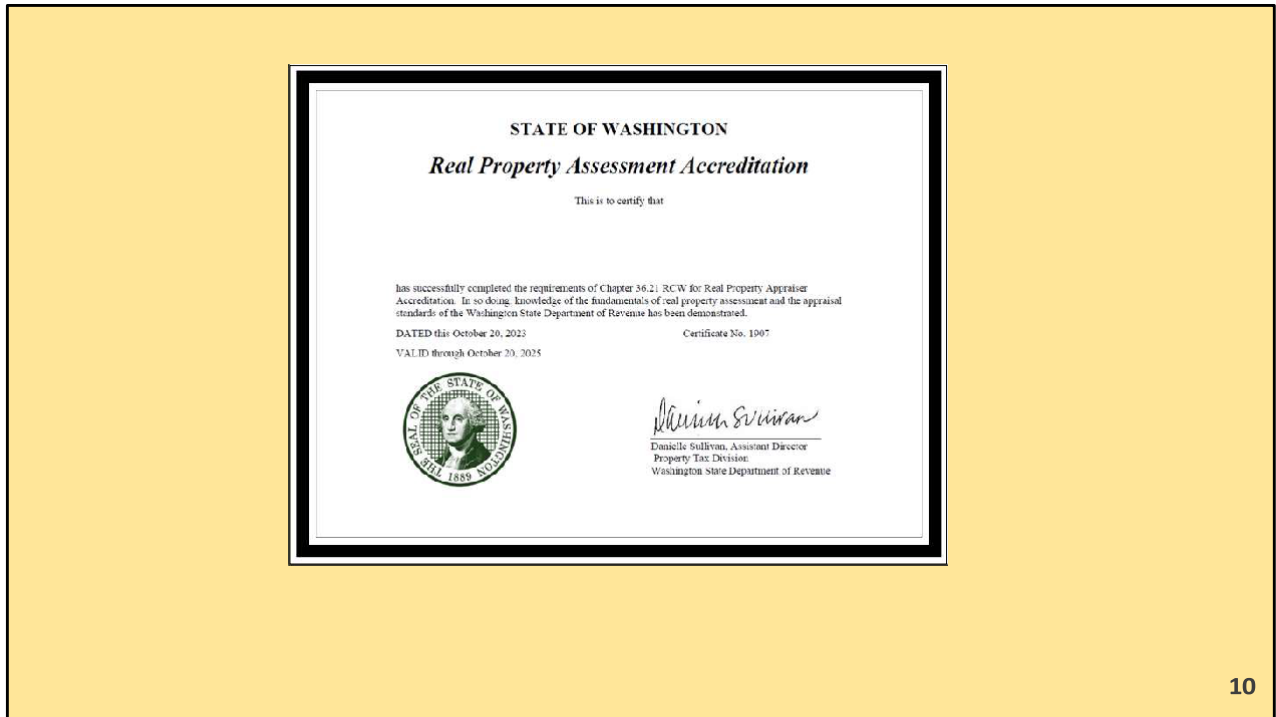 STATE OF WASHINGTON
Real Property Assessment Accreditation
This is to certify that
has successfully completed the requirements of Chapter 36.21 RCW for Real Property Appraiser
Accreditation. In so doing, knowledge of the fundamentals of real property assessment and the appraisal
standards of the Washington State Department of Revenue has been demonstrated.
DATED this October 20, 2023
Certificate No. 1907
VALID through October 20, 2025
THE SEAL OF THE STATE OF WASHINGTON
1889
Danielle Sullivan
Danielle Sullivan, Assistant Director
Property Tax Division
Washington State Department of Revenue
10